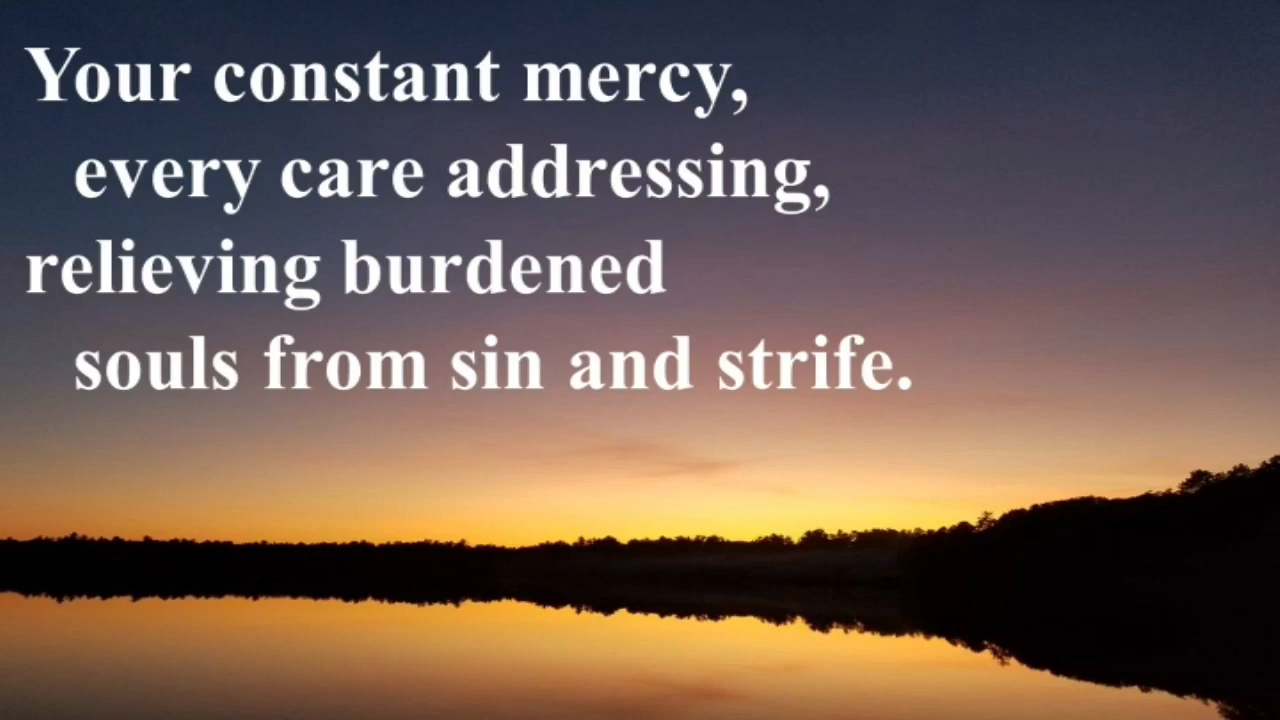 Your constant mercy,
every care addressing,
relieving burdened
souls from sin and strife.